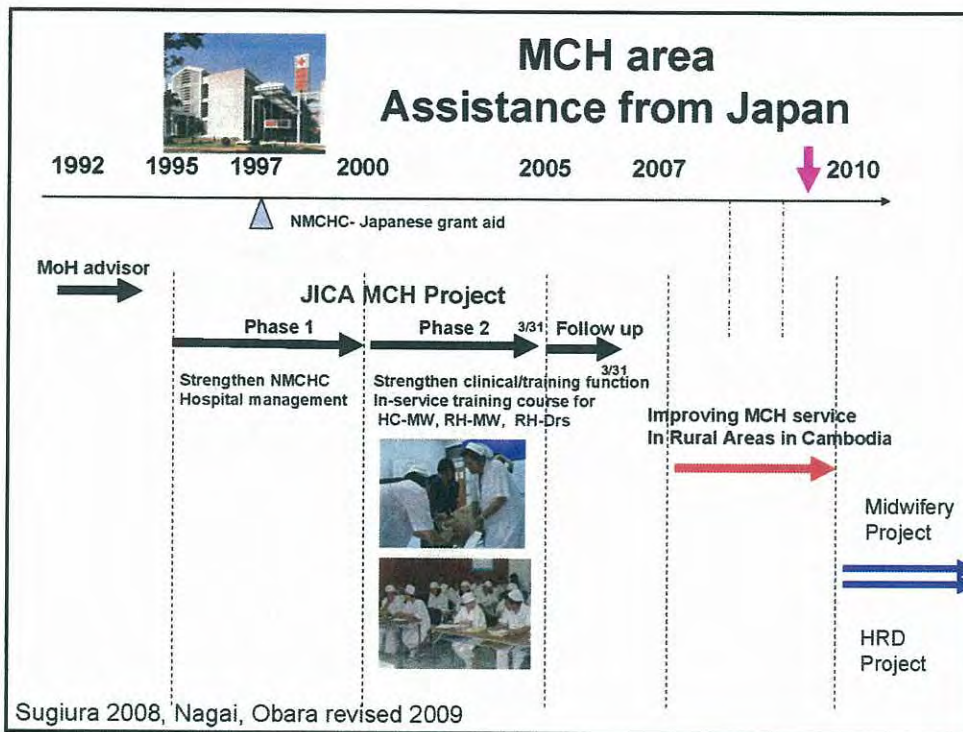 MCH area
Assistance from Japan
1992 1995 1997 2000 2005 2007 2010
NMCHC- Japanese grant aid
MoH advisor
JICA MCH Project
Phase 1 Phase 2 3/31 Follow up
3/31
Strengthen NMCHC
Hospital management
Strengthen clinical/training function
In-service training course for
HC-MW, RH-MW, RH-Drs
Improving MCH service
In Rural Areas in Cambodia
Midwifery
Project
HRD
Project
Sugiura 2008, Nagai, Obara revised 2009